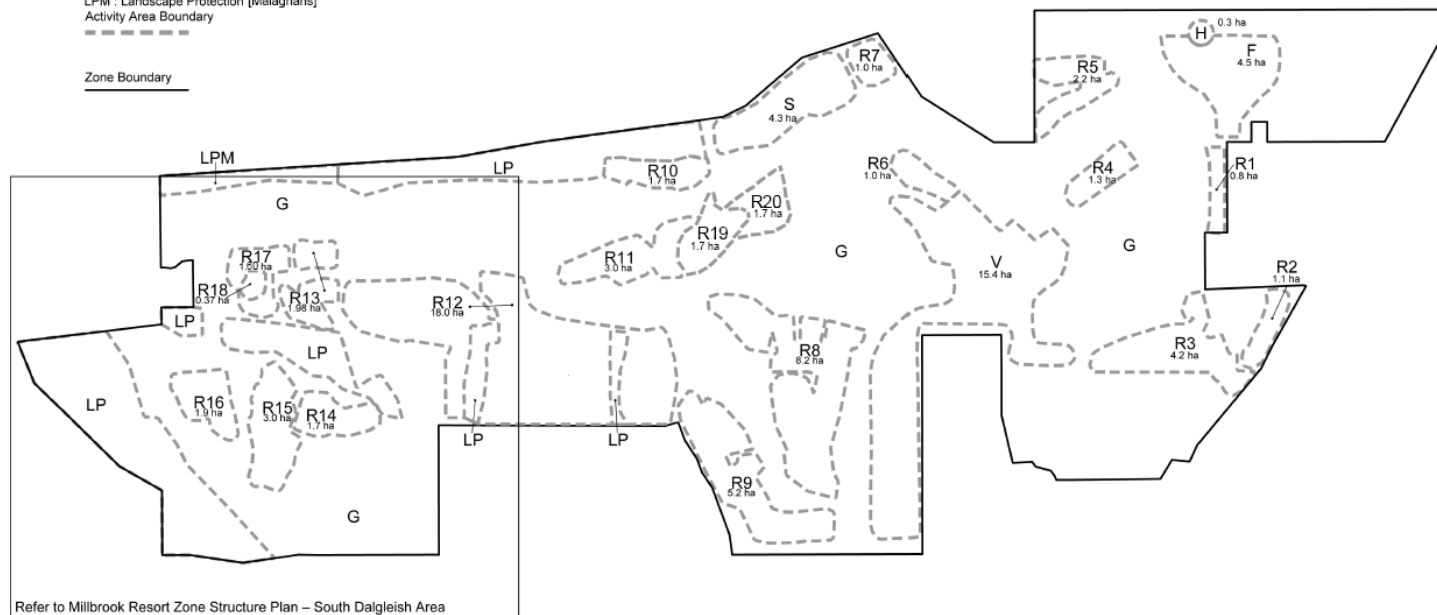 LPM : Landscape Protection [Malaghans]
Activity Area Boundary
Zone Boundary
H
0.3 ha
F
4.5 ha
R7
1.0 ha
R5
2.2 ha
S
4.3 ha
LPM
LP
R10
1.7 ha
R6
1.0 ha
R4
1.3 ha
R1
0.8 ha
G
R20
1.7 ha
R19
1.7 ha
R17
1.60 ha
R11
3.0 ha
G
V
15.4 ha
G
R2
1.1 ha
R18
0.37 ha
R13
1.98 ha
R12
18.0 ha
LP
LP
R8
8.2 ha
R3
4.2 ha
LP
R16
1.9 ha
R15
3.0 ha
R14
1.7 ha
LP
LP
R9
5.2 ha
G
Refer to Millbrook Resort Zone Structure Plan – South Dalgleish Area